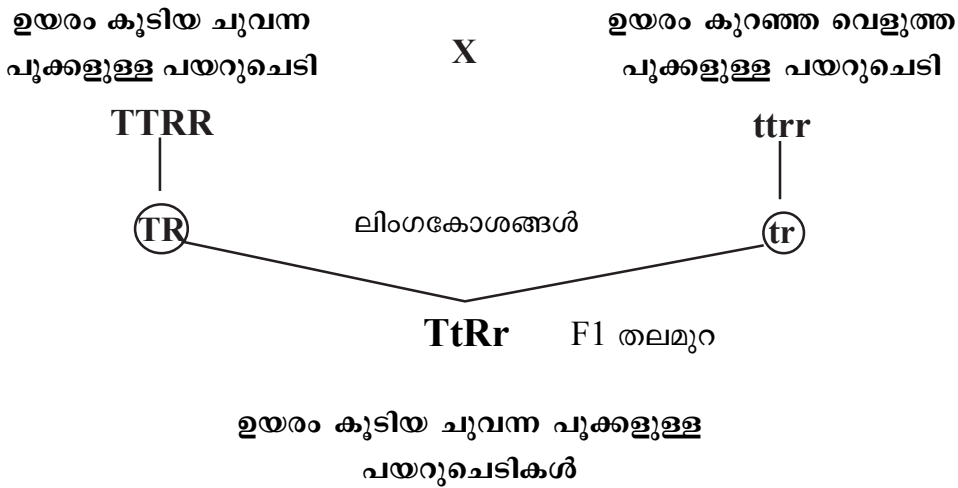 ഉയരം കൂടിയ ചുവന്ന
പൂക്കളുള്ള പയറുചെടി
X
ഉയരം കുറഞ്ഞ വെളുത്ത
പൂക്കളുള്ള പയറുചെടി
TTRR
ttrr
TR
ലിംഗകോശങ്ങൾ
tr
TtRr
F1 തലമുറ
ഉയരം കൂടിയ ചുവന്ന പൂക്കളുള്ള
പയറുചെടികൾ